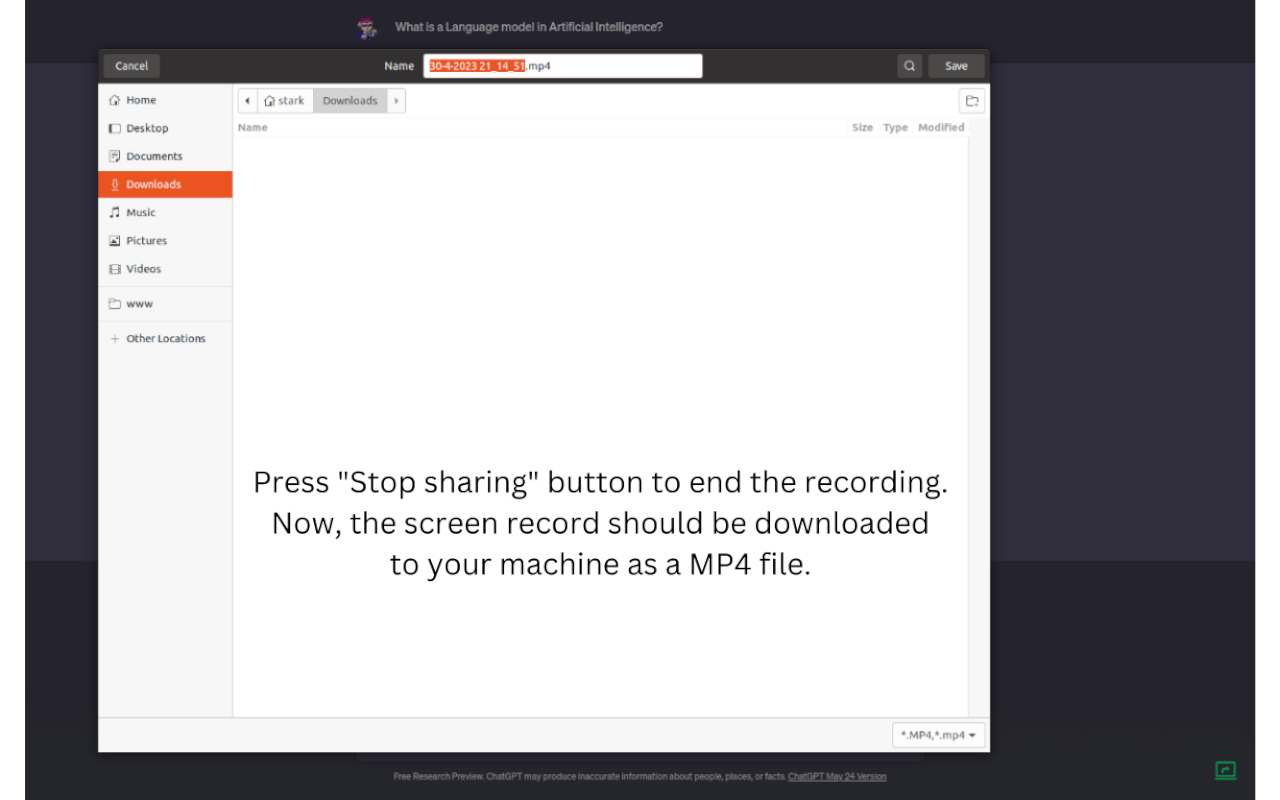 What is a Language model in Artificial Intelligence?
Cancel
Name
30-4-2023 21_14_51.mp4
Save
Home
Desktop
Documents
Downloads
Music
Pictures
Videos
www
Other Locations
stark
Downloads
Name
Size
Type
Modified
Press "Stop sharing" button to end the recording.
Now, the screen record should be downloaded
to your machine as a MP4 file.
*.MP4,*.mp4
Free Research Preview. ChatGPT may produce inaccurate information about people, places, or facts. ChatGPT May 24 Version